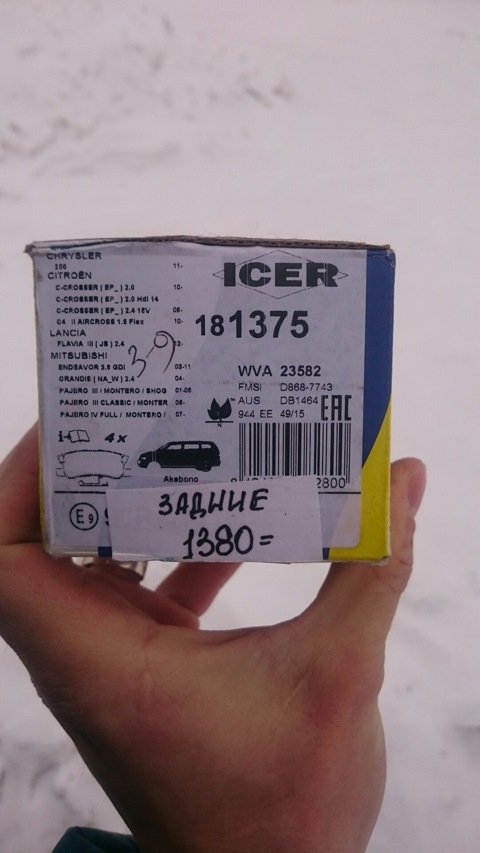 CHRYSLER
200 11-
CITROËN
C-CROSSER ( EP_ ) 2.0 10-
C-CROSSER ( EP_ ) 2.0 Hdi 14
C-CROSSER ( EP_ ) 2.4 16V 08-
C4 AIRCROSS 1.6 Flex 10-
LANCIA
FLAVIA III ( JS ) 2.4 12-
MITSUBISHI
ENDEAVOR 3.8 GDI 03-11
GRANDIS ( NA_W ) 2.4 04-
PAJERO III / MONTERO / SHOG 01-06
PAJERO III CLASSIC / MONTER 06-
PAJERO IV FULL / MONTERO / 07-
3-9
ICER
181375
WVA 23582
FMSI D868-7743
AUS DB1464
N 944 EE 49/15 EAC
4x
Akebono
2800
E9
ЗАДНИЕ
1380=